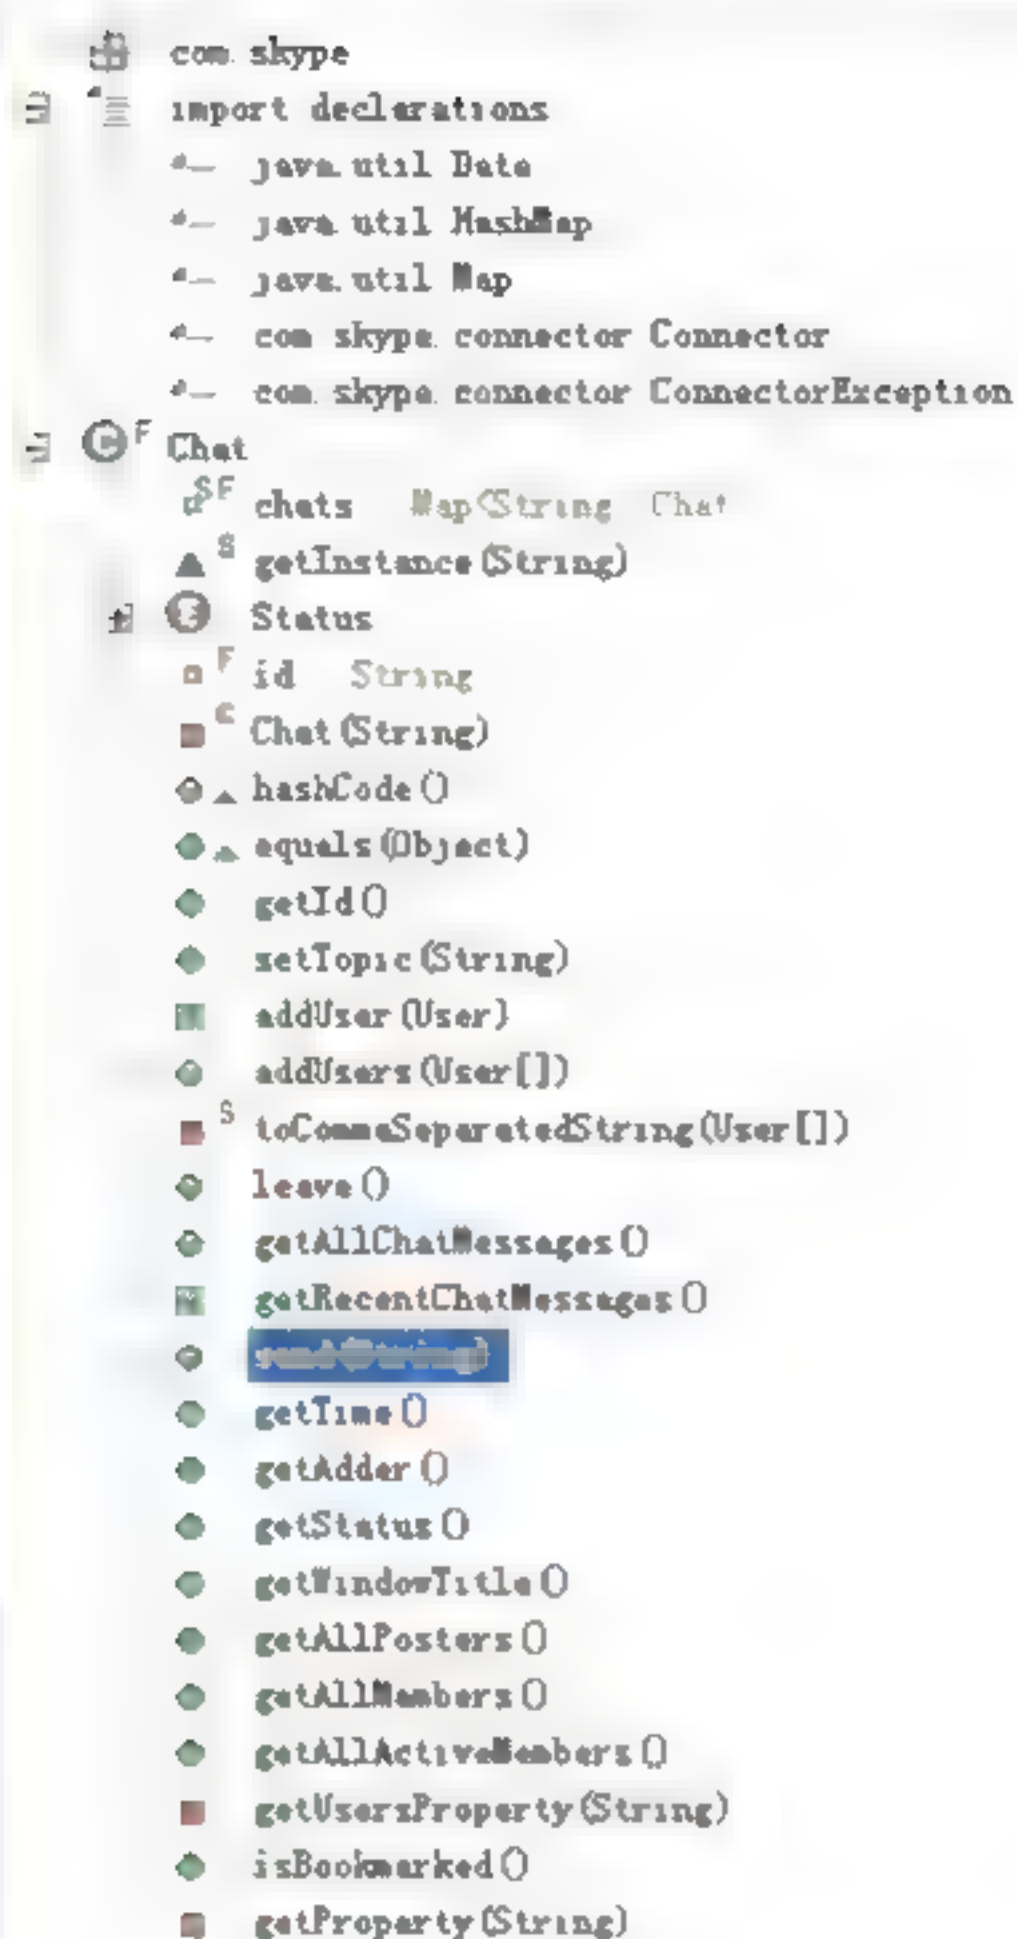 com.skype
import declarations
java.util.Date
java.util.HashMap
java.util.Map
com.skype.connector.Connector
com.skype.connector.ConnectorException
C F Chat
S F chats Map<String Chat
S getInstance(String)
E Status
F id String
C Chat(String)
hashCode()
equals(Object)
getId()
setTopic(String)
addUser(User)
addUsers(User[])
S toCommaSeparatedString(User[])
leave()
getAllChatMessages()
getRecentChatMessages()
send(String)
getTime()
getAdder()
getStatus()
getWindowTitle()
getAllPosters()
getAllMembers()
getAllActiveMembers()
getUsersProperty(String)
isBookmarked()
getProperty(String)